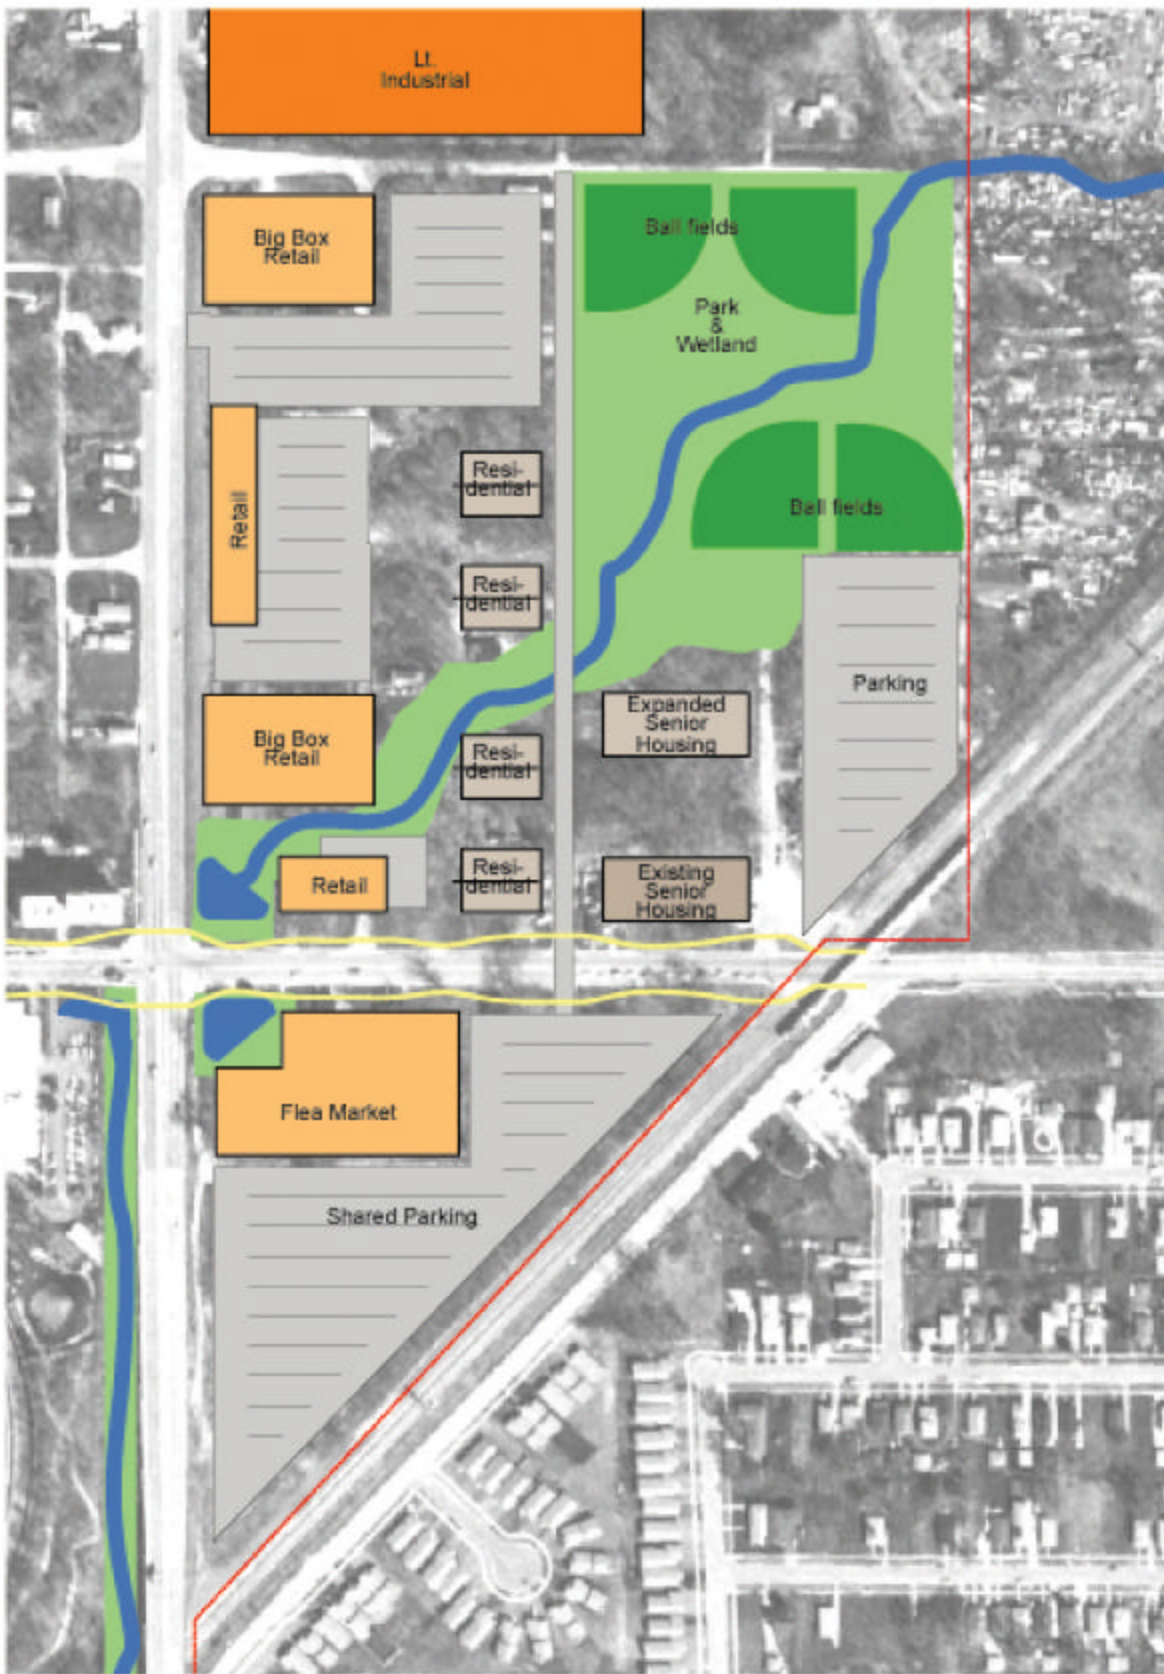 Lt.
Industrial
Big Box
Retail
Ball fields
Park
&
Wetland
Resi-
dential
Retail
Ball fields
Resi-
dential
Parking
Expanded
Senior
Housing
Big Box
Retail
Resi-
dential
Retail
Resi-
dential
Existing
Senior
Housing
Flea Market
Shared Parking